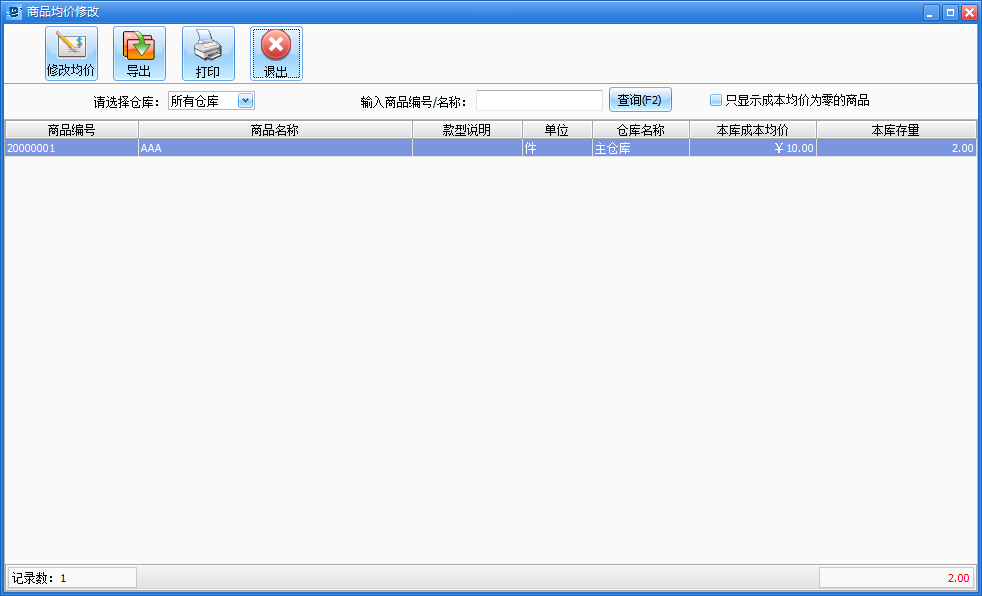 商品均价修改
修改均价 导出 打印 退出
请选择仓库： 所有仓库 输入商品编号/名称： 查询(F2) 只显示成本均价为零的商品
商品编号 商品名称 款型说明 单位 仓库名称 本库成本均价 本库存量
20000001 AAA 件 主仓库 ￥10.00 2.00
记录数：1 2.00